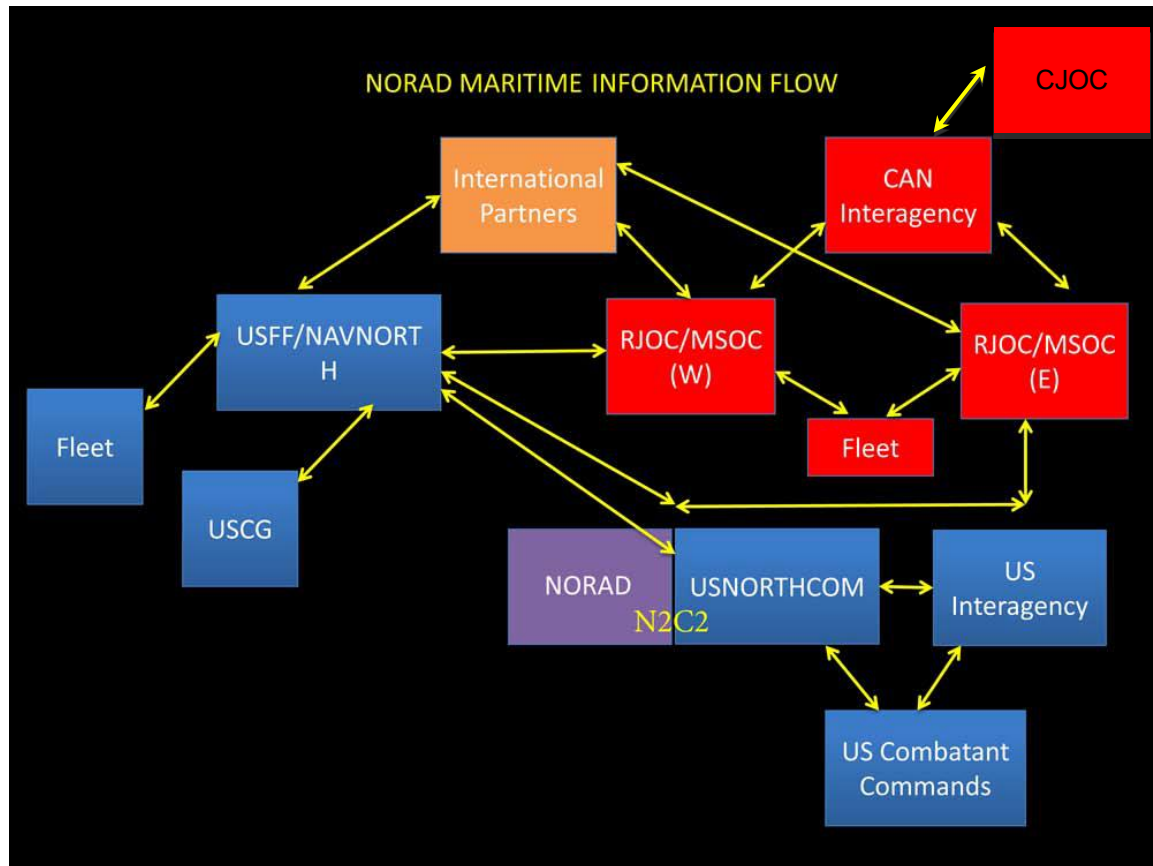 CJOC
NORAD MARITIME INFORMATION FLOW
International
Partners
CAN
Interagency
USFF/NAVNORT
H
RJOC/MSOC
(W)
RJOC/MSOC
(E)
Fleet
Fleet
USCG
NORAD
USNORTHCOM
N2C2
US
Interagency
US Combatant
Commands